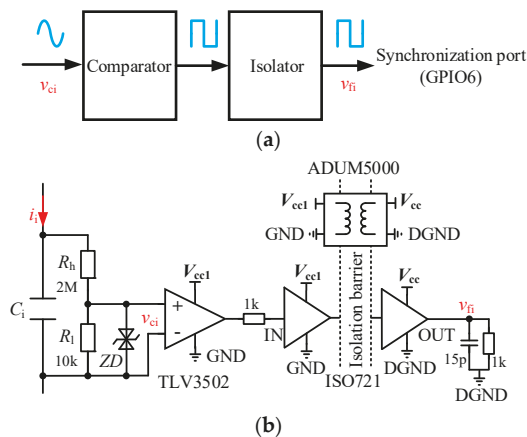 Comparator
Isolator
Synchronization port
(GPIO6)
vci
vfi
(a)
ADUM5000
Vcc1
Vcc
GND
DGND
ii
Ci
Rh
2M
Rl
10k
ZD
vci
+
-
Vcc1
GND
TLV3502
1k
IN
Vcc1
GND
Isolation barrier
ISO721
Vcc
DGND
OUT
vfi
15p
1k
DGND
(b)